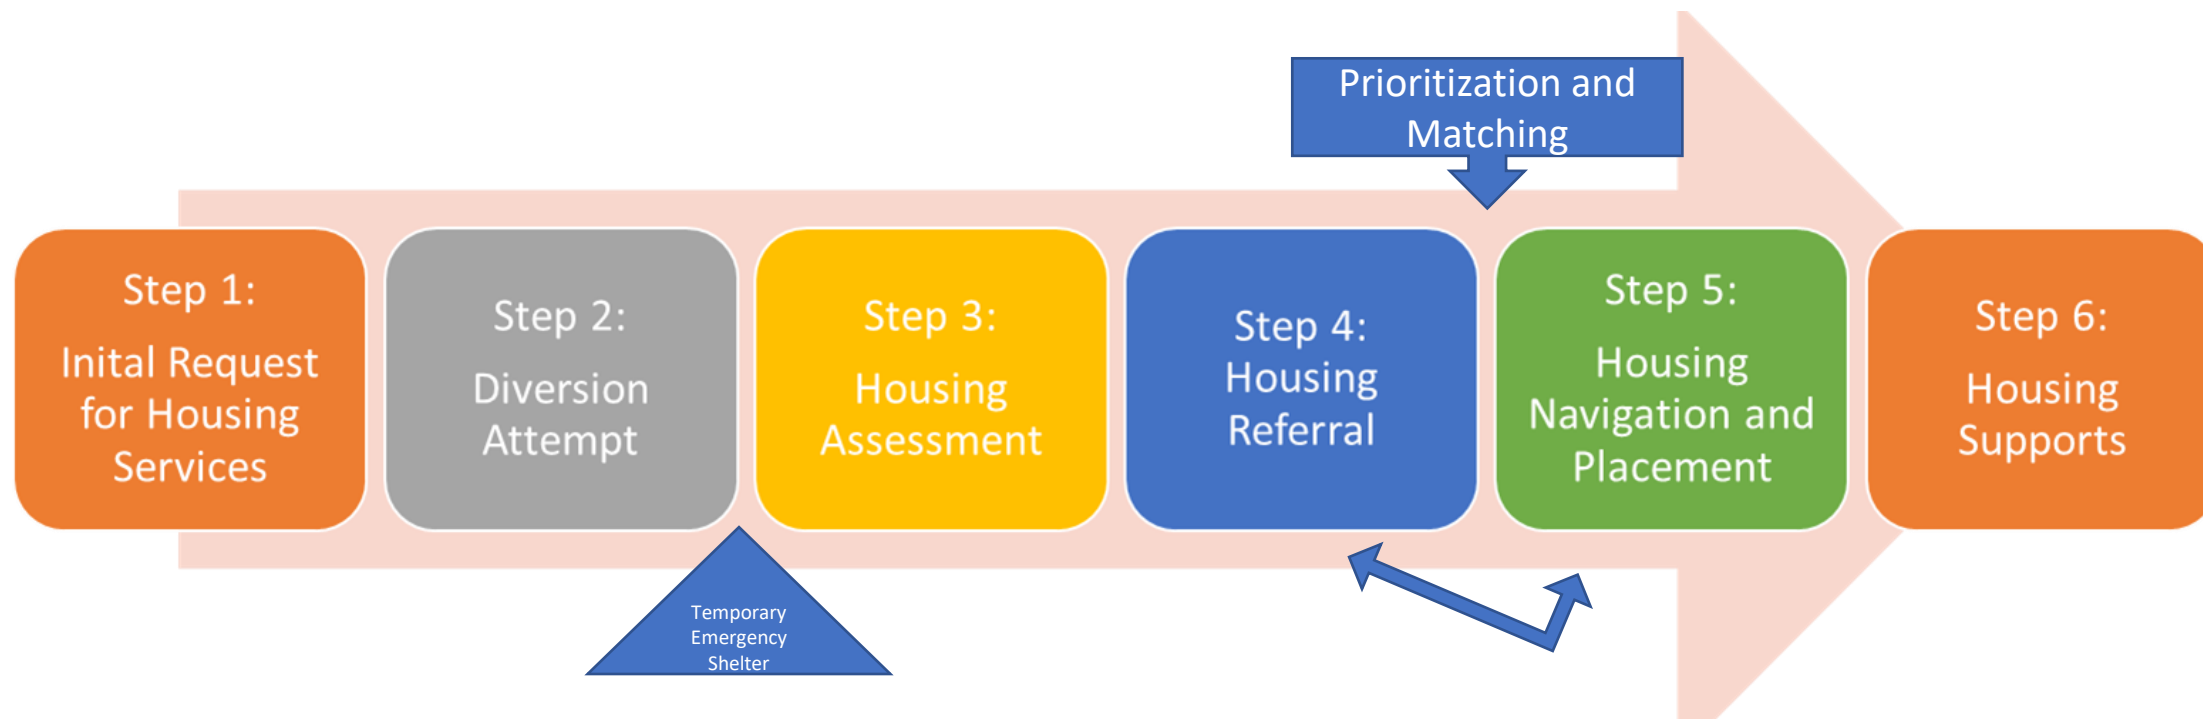 Prioritization and
Matching
Step 1:
Inital Request
for Housing
Services
Step 2:
Diversion
Attempt
Step 3:
Housing
Assessment
Step 4:
Housing
Referral
Step 5:
Housing
Navigation and
Placement
Step 6:
Housing
Supports
Temporary
Emergency
Shelter